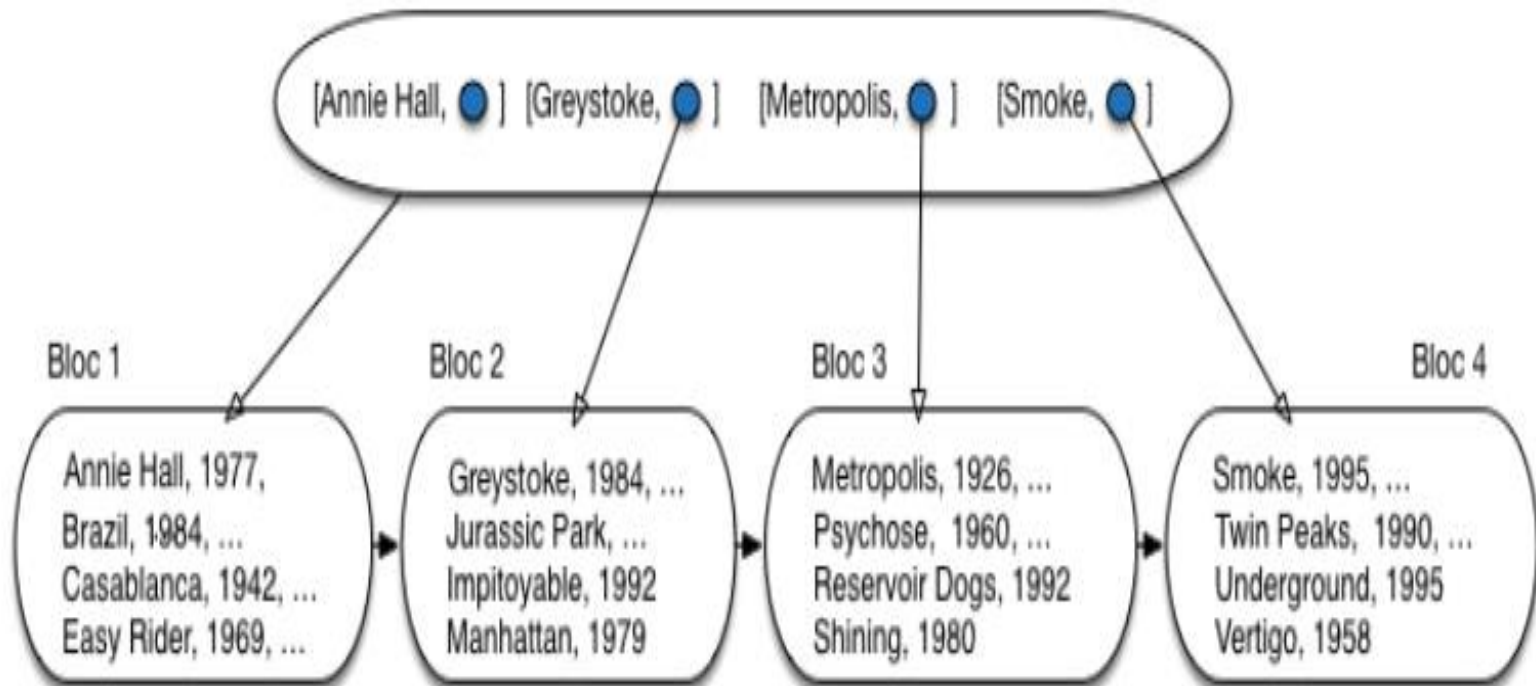 [Annie Hall, ] [Greystoke, ] [Metropolis, ] [Smoke, ]
Bloc 1
Annie Hall, 1977,
Brazil, 1984, ...
Casablanca, 1942, ...
Easy Rider, 1969, ...
Bloc 2
Greystoke, 1984, ...
Jurassic Park, ...
Impitoyable, 1992
Manhattan, 1979
Bloc 3
Metropolis, 1926, ...
Psychose, 1960, ...
Reservoir Dogs, 1992
Shining, 1980
Bloc 4
Smoke, 1995, ...
Twin Peaks, 1990, ...
Underground, 1995
Vertigo, 1958